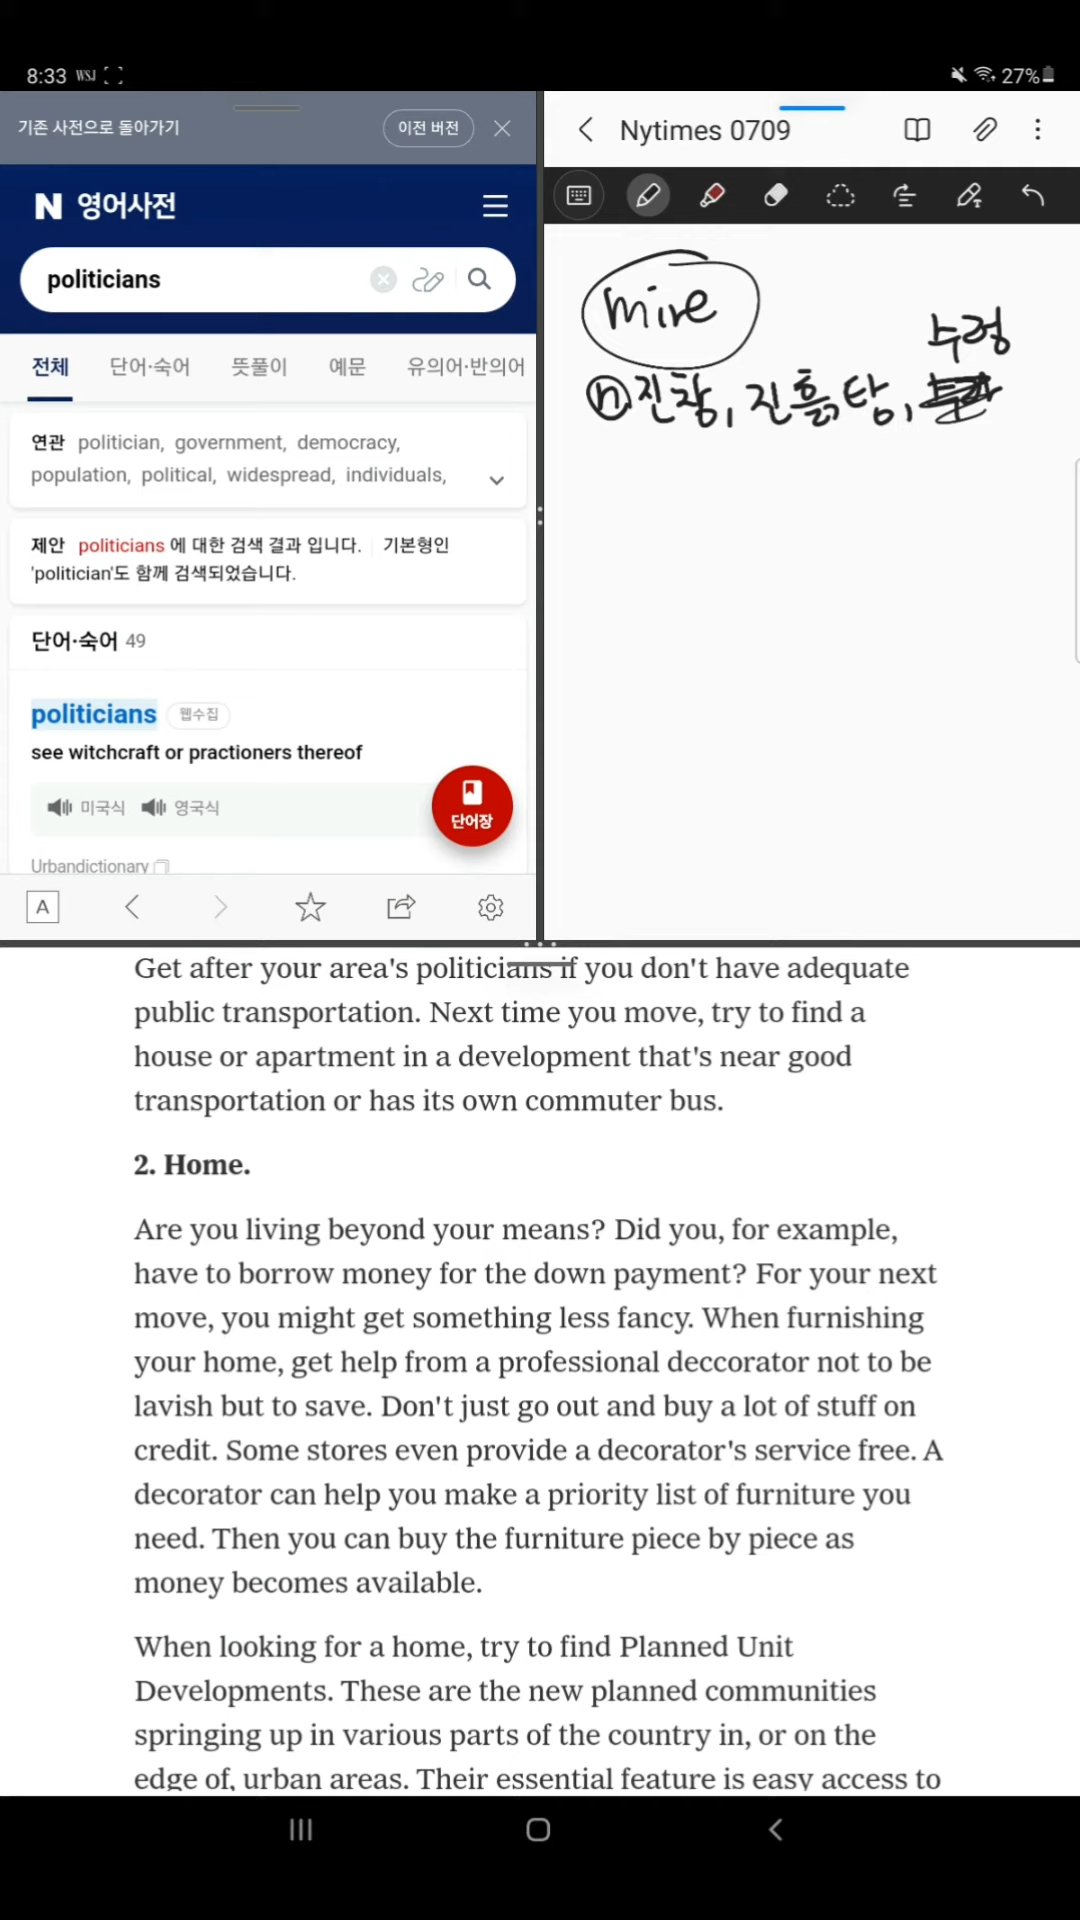 8:33 WSJ 27%
기존 사전으로 돌아가기 이전 버전
N 영어사전
politicians
전체 단어·숙어 뜻풀이 예문 유의어·반의어
연관 politician, government, democracy,
population, political, widespread, individuals,
제안 politicians 에 대한 검색 결과 입니다. 기본형인
'politician'도 함께 검색되었습니다.
단어·숙어 49
politicians 웹수집
see witchcraft or practioners thereof
미국식 영국식
단어장
Urbandictionary
A
Nytimes 0709
mire
수렁
n 진창, 진흙탕,
Get after your area's politicians if you don't have adequate
public transportation. Next time you move, try to find a
house or apartment in a development that's near good
transportation or has its own commuter bus.
2. Home.
Are you living beyond your means? Did you, for example,
have to borrow money for the down payment? For your next
move, you might get something less fancy. When furnishing
your home, get help from a professional deccorator not to be
lavish but to save. Don't just go out and buy a lot of stuff on
credit. Some stores even provide a decorator's service free. A
decorator can help you make a priority list of furniture you
need. Then you can buy the furniture piece by piece as
money becomes available.
When looking for a home, try to find Planned Unit
Developments. These are the new planned communities
springing up in various parts of the country in, or on the
edge of, urban areas. Their essential feature is easy access to